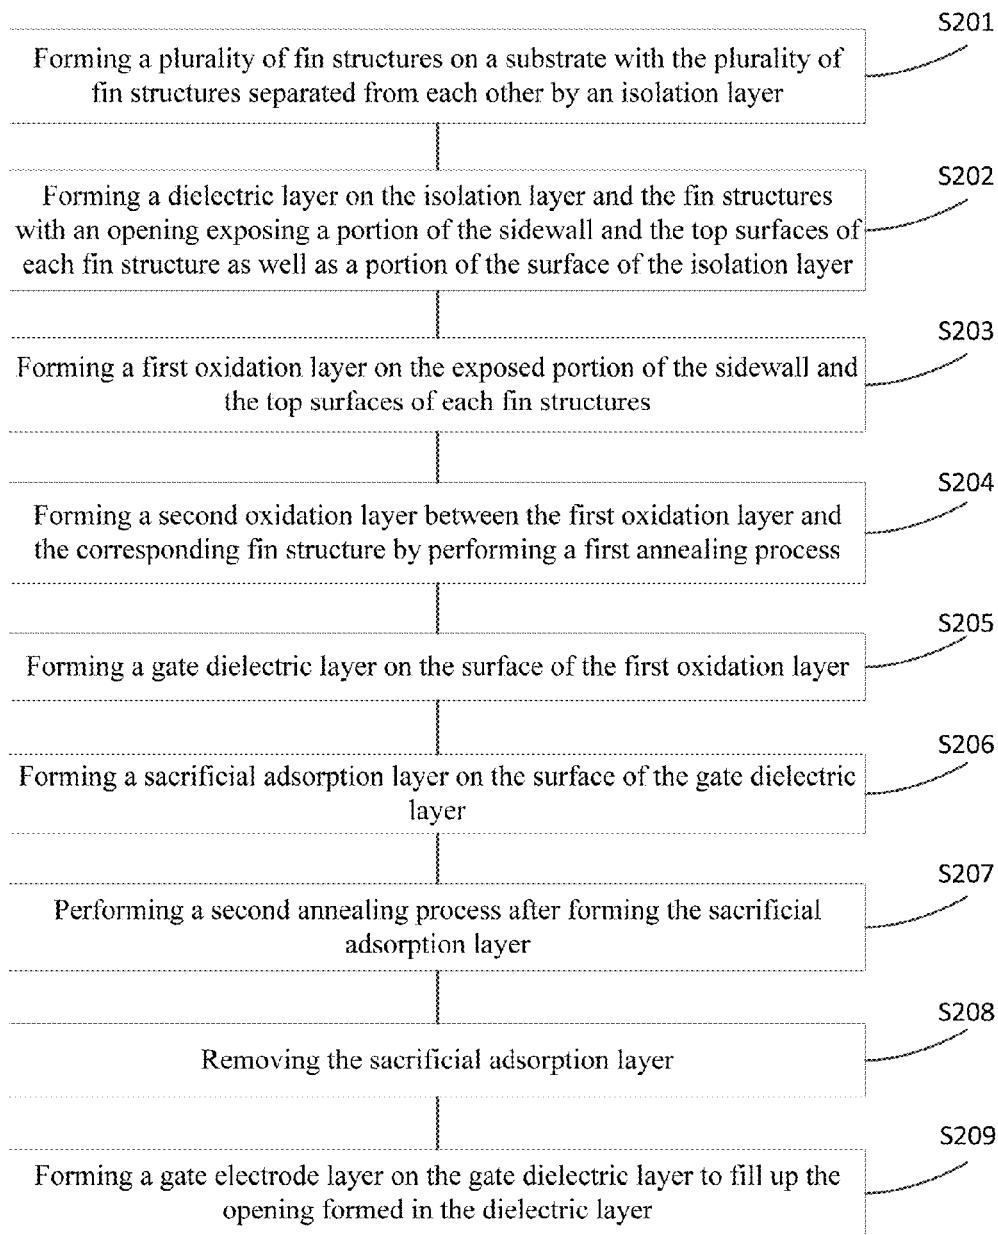 S201
Forming a plurality of fin structures on a substrate with the plurality of
fin structures separated from each other by an isolation layer
S202
Forming a dielectric layer on the isolation layer and the fin structures
with an opening exposing a portion of the sidewall and the top surfaces of
each fin structure as well as a portion of the surface of the isolation layer
S203
Forming a first oxidation layer on the exposed portion of the sidewall and
the top surfaces of each fin structures
S204
Forming a second oxidation layer between the first oxidation layer and
the corresponding fin structure by performing a first annealing process
S205
Forming a gate dielectric layer on the surface of the first oxidation layer
S206
Forming a sacrificial adsorption layer on the surface of the gate dielectric
layer
S207
Performing a second annealing process after forming the sacrificial
adsorption layer
S208
Removing the sacrificial adsorption layer
S209
Forming a gate electrode layer on the gate dielectric layer to fill up the
opening formed in the dielectric layer